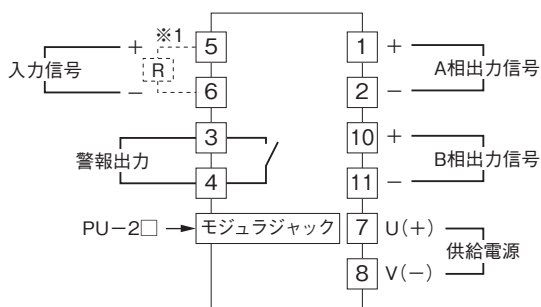 ※1
+ 5
入力信号 R
− 6
3
警報出力
4
PU−2□ モジュラジャック
1 +
A相出力信号
2 −
10 +
B相出力信号
11 −
7 U(+)
供給電源
8 V(−)